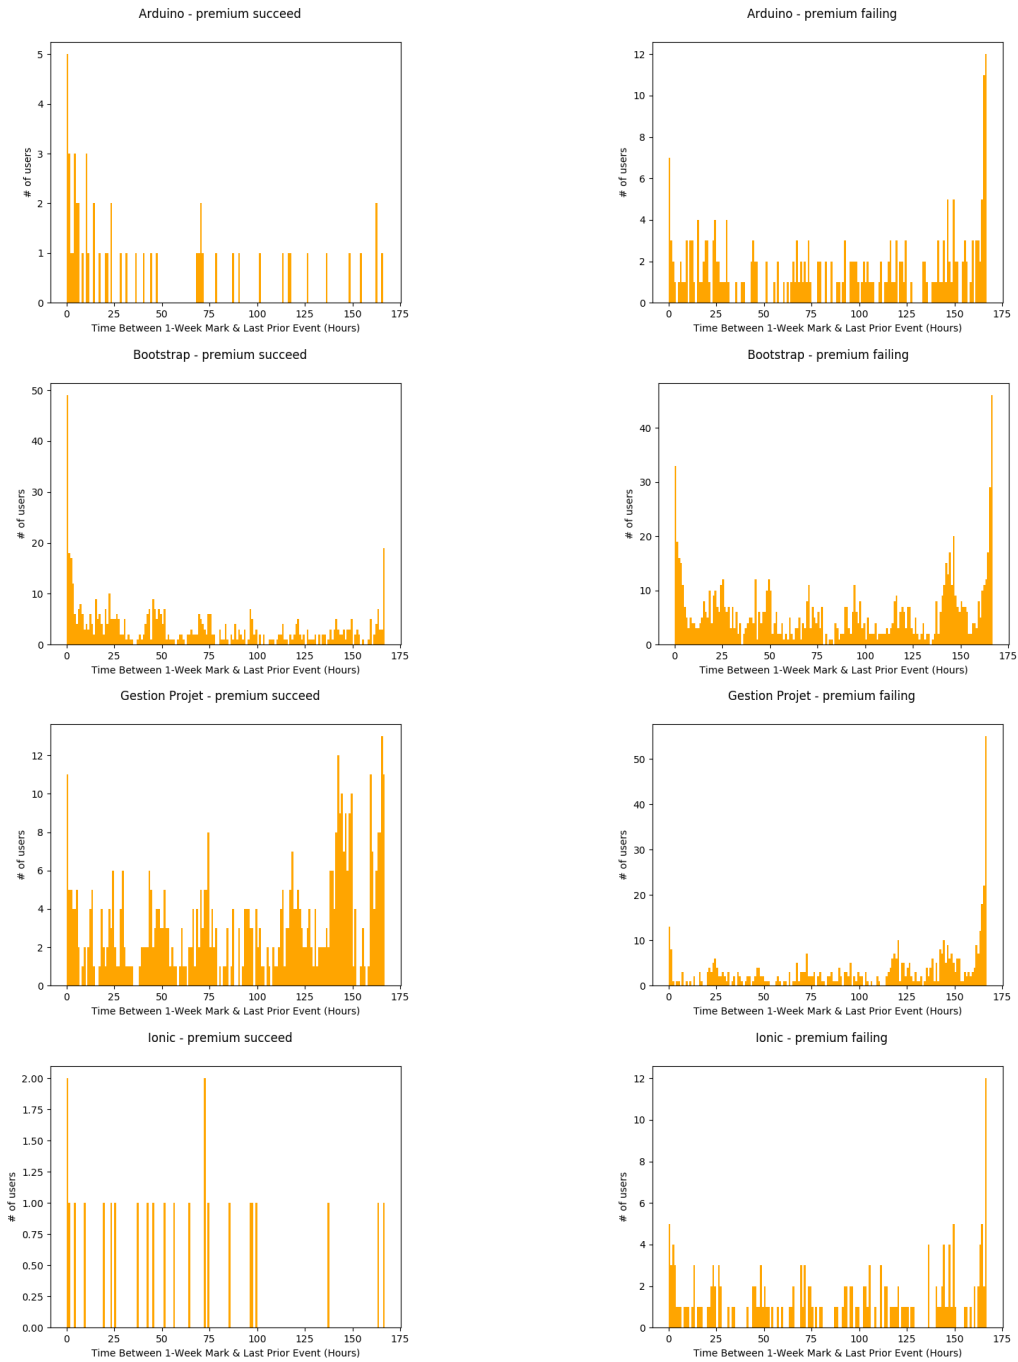 Arduino - premium succeed
5
4
3
2
1
0
# of users
0 25 50 75 100 125 150 175
Time Between 1-Week Mark & Last Prior Event (Hours)
Arduino - premium failing
12
10
8
6
4
2
0
# of users
0 25 50 75 100 125 150 175
Time Between 1-Week Mark & Last Prior Event (Hours)
Bootstrap - premium succeed
50
40
30
20
10
0
# of users
0 25 50 75 100 125 150 175
Time Between 1-Week Mark & Last Prior Event (Hours)
Bootstrap - premium failing
40
30
20
10
0
# of users
0 25 50 75 100 125 150 175
Time Between 1-Week Mark & Last Prior Event (Hours)
Gestion Projet - premium succeed
12
10
8
6
4
2
0
# of users
0 25 50 75 100 125 150 175
Time Between 1-Week Mark & Last Prior Event (Hours)
Gestion Projet - premium failing
50
40
30
20
10
0
# of users
0 25 50 75 100 125 150 175
Time Between 1-Week Mark & Last Prior Event (Hours)
Ionic - premium succeed
2.00
1.75
1.50
1.25
1.00
0.75
0.50
0.25
0.00
# of users
0 25 50 75 100 125 150 175
Time Between 1-Week Mark & Last Prior Event (Hours)
Ionic - premium failing
12
10
8
6
4
2
0
# of users
0 25 50 75 100 125 150 175
Time Between 1-Week Mark & Last Prior Event (Hours)